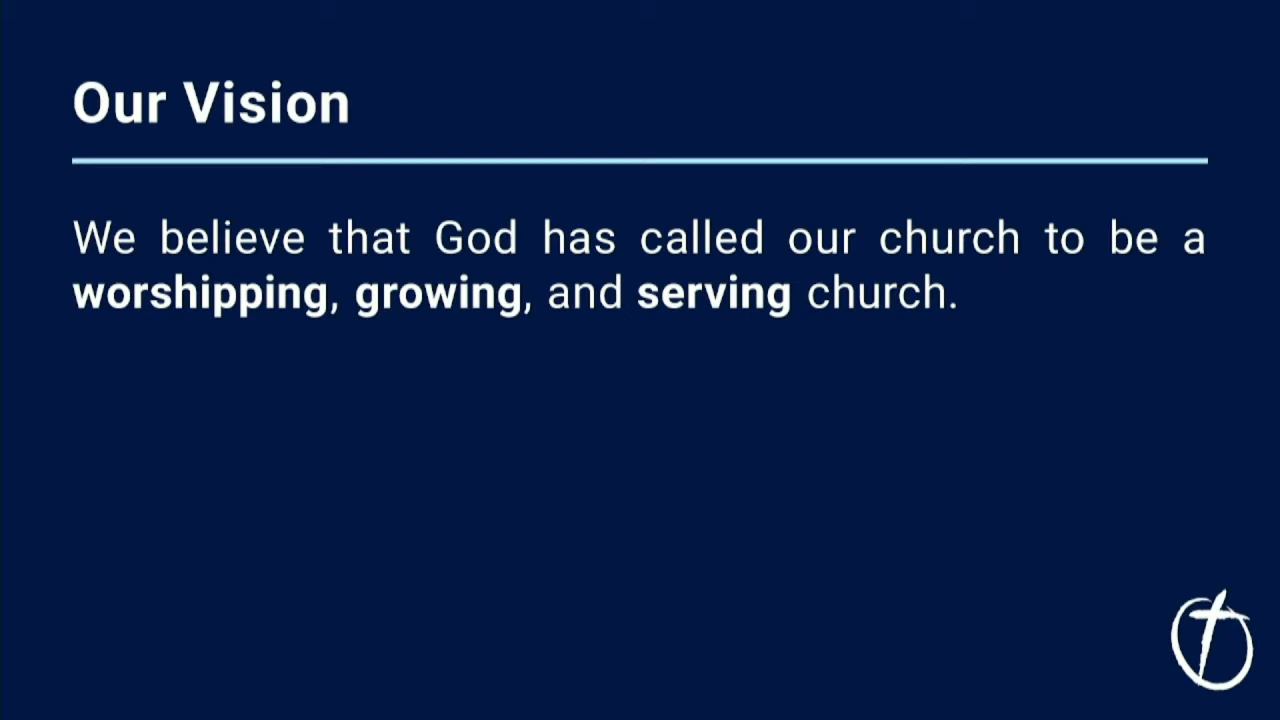 Our Vision
We believe that God has called our church to be a
worshipping, growing, and serving church.